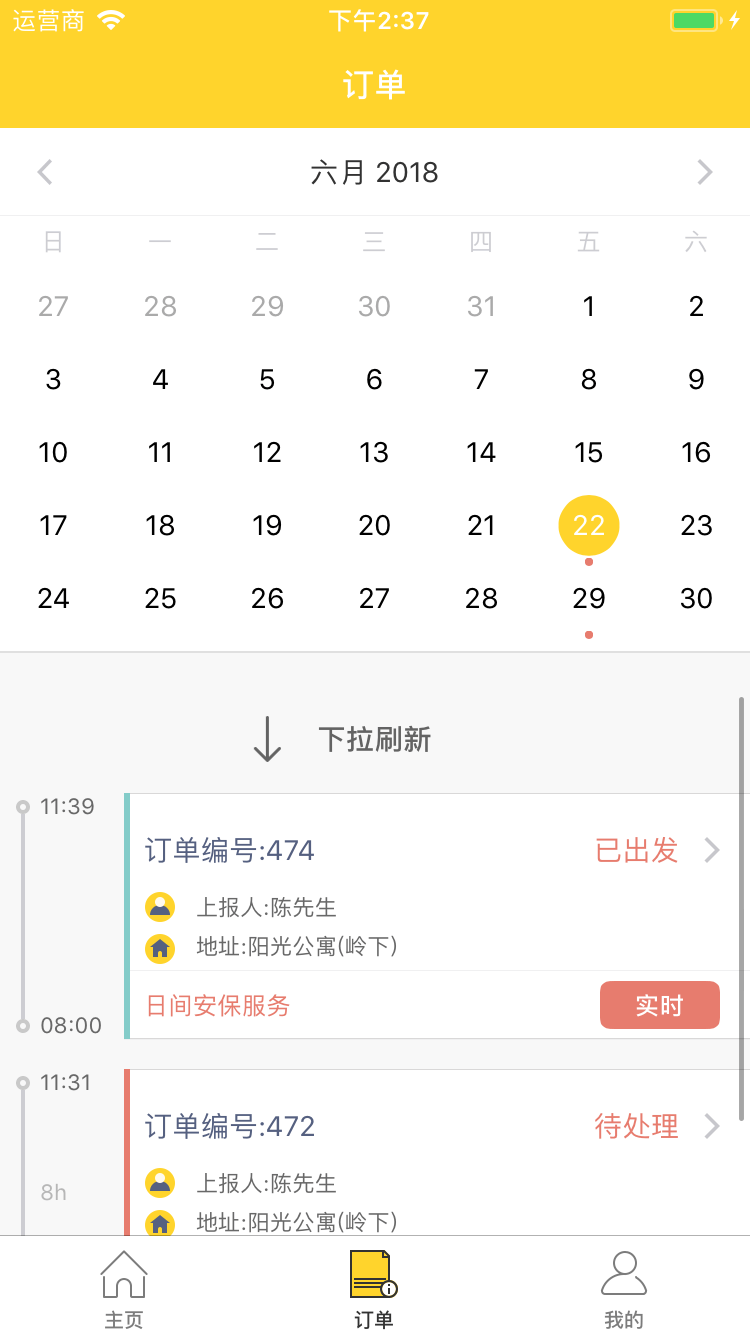 运营商 下午2:37
订单
六月 2018
日 一 二 三 四 五 六
27 28 29 30 31 1 2
3 4 5 6 7 8 9
10 11 12 13 14 15 16
17 18 19 20 21 22 23
24 25 26 27 28 29 30
下拉刷新
11:39
订单编号:474 已出发
上报人:陈先生
地址:阳光公寓(岭下)
日间安保服务 实时
08:00
11:31
订单编号:472 待处理
上报人:陈先生
8h
地址:阳光公寓(岭下)
主页 订单 我的